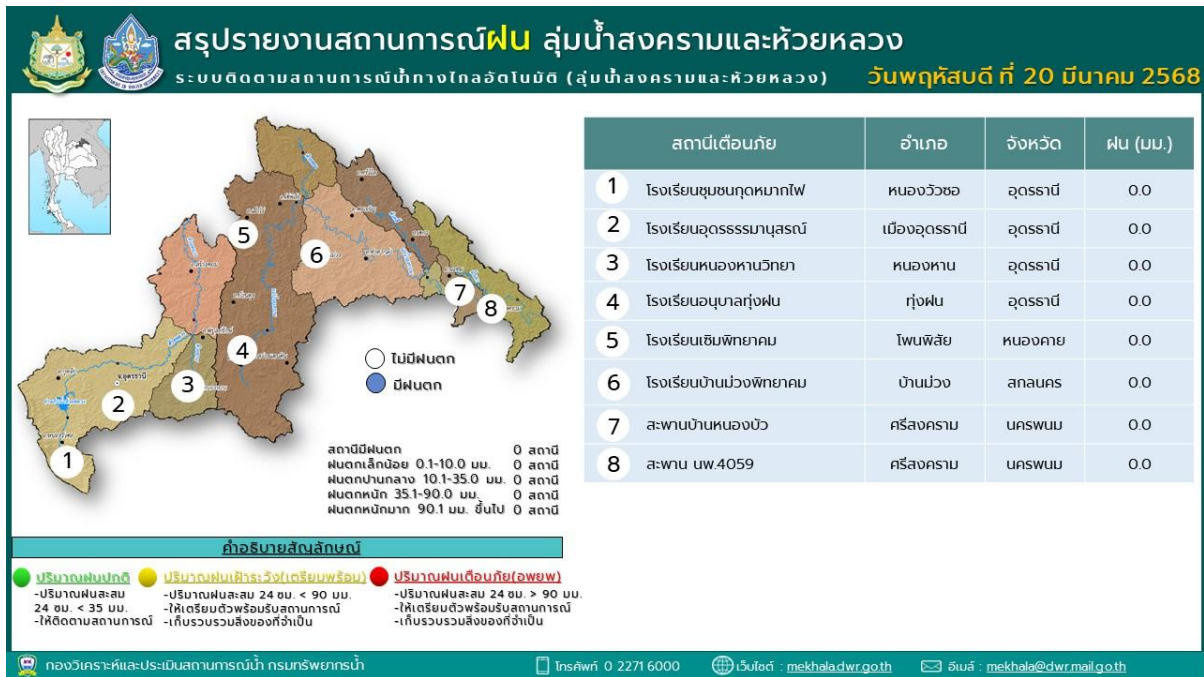 สรุปรายงานสถานการณ์ฝน ลุ่มน้ำสงครามและห้วยหลวง
ระบบติดตามสถานการณ์น้ำทางไกลอัตโนมัติ (ลุ่มน้ำสงครามและห้วยหลวง)
วันพฤหัสบดี ที่ 20 มีนาคม 2568
สถานีเตือนภัย อำเภอ จังหวัด ฝน (มม.)
1 โรงเรียนชุมชนกุดหมากไฟ หนองวัวซอ อุดรธานี 0.0
2 โรงเรียนอุดรธรรมานุสรณ์ เมืองอุดรธานี อุดรธานี 0.0
3 โรงเรียนหนองหานวิทยา หนองหาน อุดรธานี 0.0
4 โรงเรียนอนุบาลทุ่งฝน ทุ่งฝน อุดรธานี 0.0
5 โรงเรียนเซิมพิทยาคม โพนพิสัย หนองคาย 0.0
6 โรงเรียนบ้านม่วงพิทยาคม บ้านม่วง สกลนคร 0.0
7 สะพานบ้านหนองบัว ศรีสงคราม นครพนม 0.0
8 สะพาน นพ.4059 ศรีสงคราม นครพนม 0.0
5
6
7
8
4
3
2
1
จ.อุดรธานี
ไม่มีฝนตก
มีฝนตก
สถานีมีฝนตก 0 สถานี
ฝนตกเล็กน้อย 0.1-10.0 มม. 0 สถานี
ฝนตกปานกลาง 10.1-35.0 มม. 0 สถานี
ฝนตกหนัก 35.1-90.0 มม. 0 สถานี
ฝนตกหนักมาก 90.1 มม. ขึ้นไป 0 สถานี
คำอธิบายสัญลักษณ์
ปริมาณฝนปกติ
-ปริมาณฝนสะสม
24 ชม. < 35 มม.
-ให้ติดตามสถานการณ์
ปริมาณฝนเฝ้าระวัง(เตรียมพร้อม)
-ปริมาณฝนสะสม 24 ชม. < 90 มม.
-ให้เตรียมตัวพร้อมรับสถานการณ์
-เก็บรวบรวมสิ่งของที่จำเป็น
ปริมาณฝนเตือนภัย(อพยพ)
-ปริมาณฝนสะสม 24 ชม. > 90 มม.
-ให้เตรียมตัวพร้อมรับสถานการณ์
-เก็บรวบรวมสิ่งของที่จำเป็น
กองวิเคราะห์และประเมินสถานการณ์น้ำ กรมทรัพยากรน้ำ
โทรศัพท์ 0 2271 6000
เว็บไซต์ : mekhala.dwr.go.th
อีเมล์ : mekhala@dwr.mail.go.th